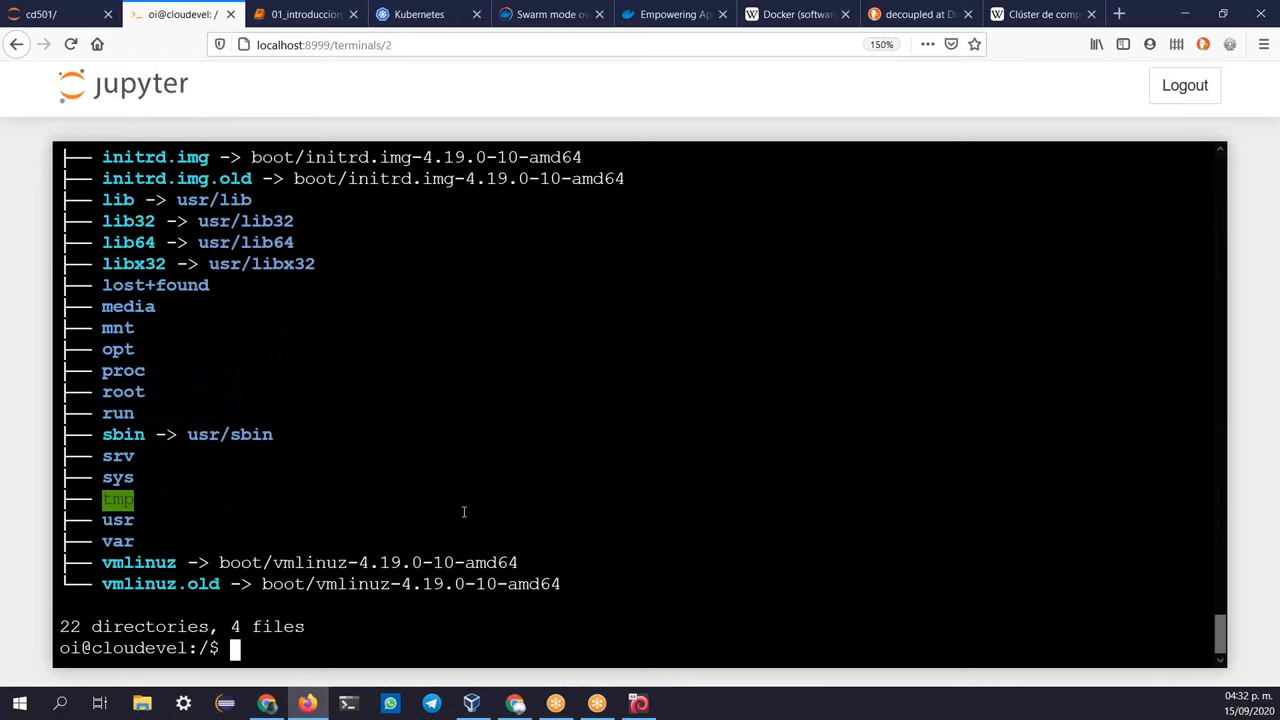 cd501/
oi@cloudevel: /
01_introduccion
Kubernetes
Swarm mode ov
Empowering Ap
Docker (softwar
decoupled at D
Clúster de comp
localhost:8999/terminals/2
150%
jupyter
Logout
├── initrd.img -> boot/initrd.img-4.19.0-10-amd64
├── initrd.img.old -> boot/initrd.img-4.19.0-10-amd64
├── lib -> usr/lib
├── lib32 -> usr/lib32
├── lib64 -> usr/lib64
├── libx32 -> usr/libx32
├── lost+found
├── media
├── mnt
├── opt
├── proc
├── root
├── run
├── sbin -> usr/sbin
├── srv
├── sys
├── tmp
├── usr
├── var
├── vmlinuz -> boot/vmlinuz-4.19.0-10-amd64
└── vmlinuz.old -> boot/vmlinuz-4.19.0-10-amd64
22 directories, 4 files
oi@cloudevel:/$
04:32 p. m.
15/09/2020